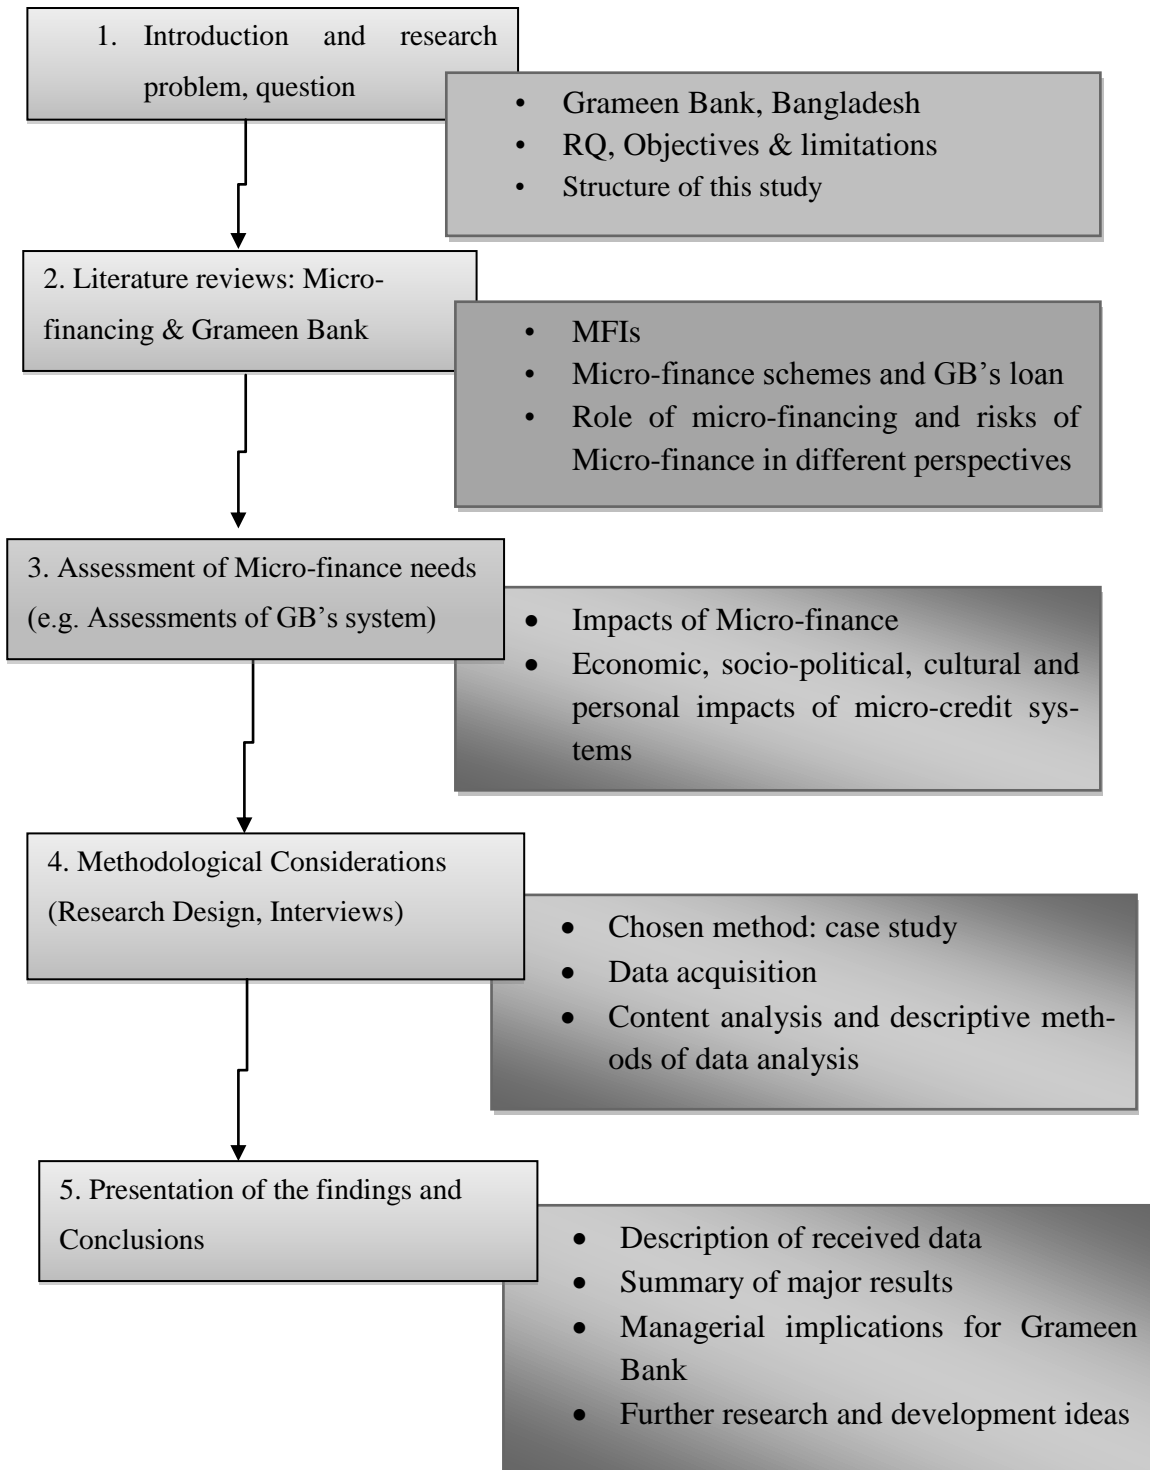 1. Introduction and research
problem, question
• Grameen Bank, Bangladesh
• RQ, Objectives & limitations
• Structure of this study
2. Literature reviews: Micro-
financing & Grameen Bank
• MFIs
• Micro-finance schemes and GB’s loan
• Role of micro-financing and risks of
Micro-finance in different perspectives
3. Assessment of Micro-finance needs
(e.g. Assessments of GB’s system)
• Impacts of Micro-finance
• Economic, socio-political, cultural and
personal impacts of micro-credit sys-
tems
4. Methodological Considerations
(Research Design, Interviews)
• Chosen method: case study
• Data acquisition
• Content analysis and descriptive meth-
ods of data analysis
5. Presentation of the findings and
Conclusions
• Description of received data
• Summary of major results
• Managerial implications for Grameen
Bank
• Further research and development ideas